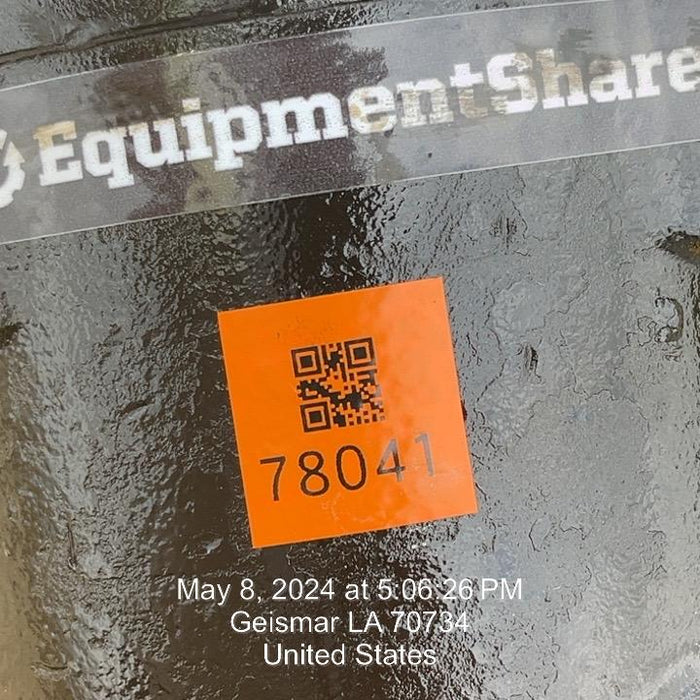 EquipmentShare
78041
May 8, 2024 at 5:06:26 PM
Geismar LA 70734
United States